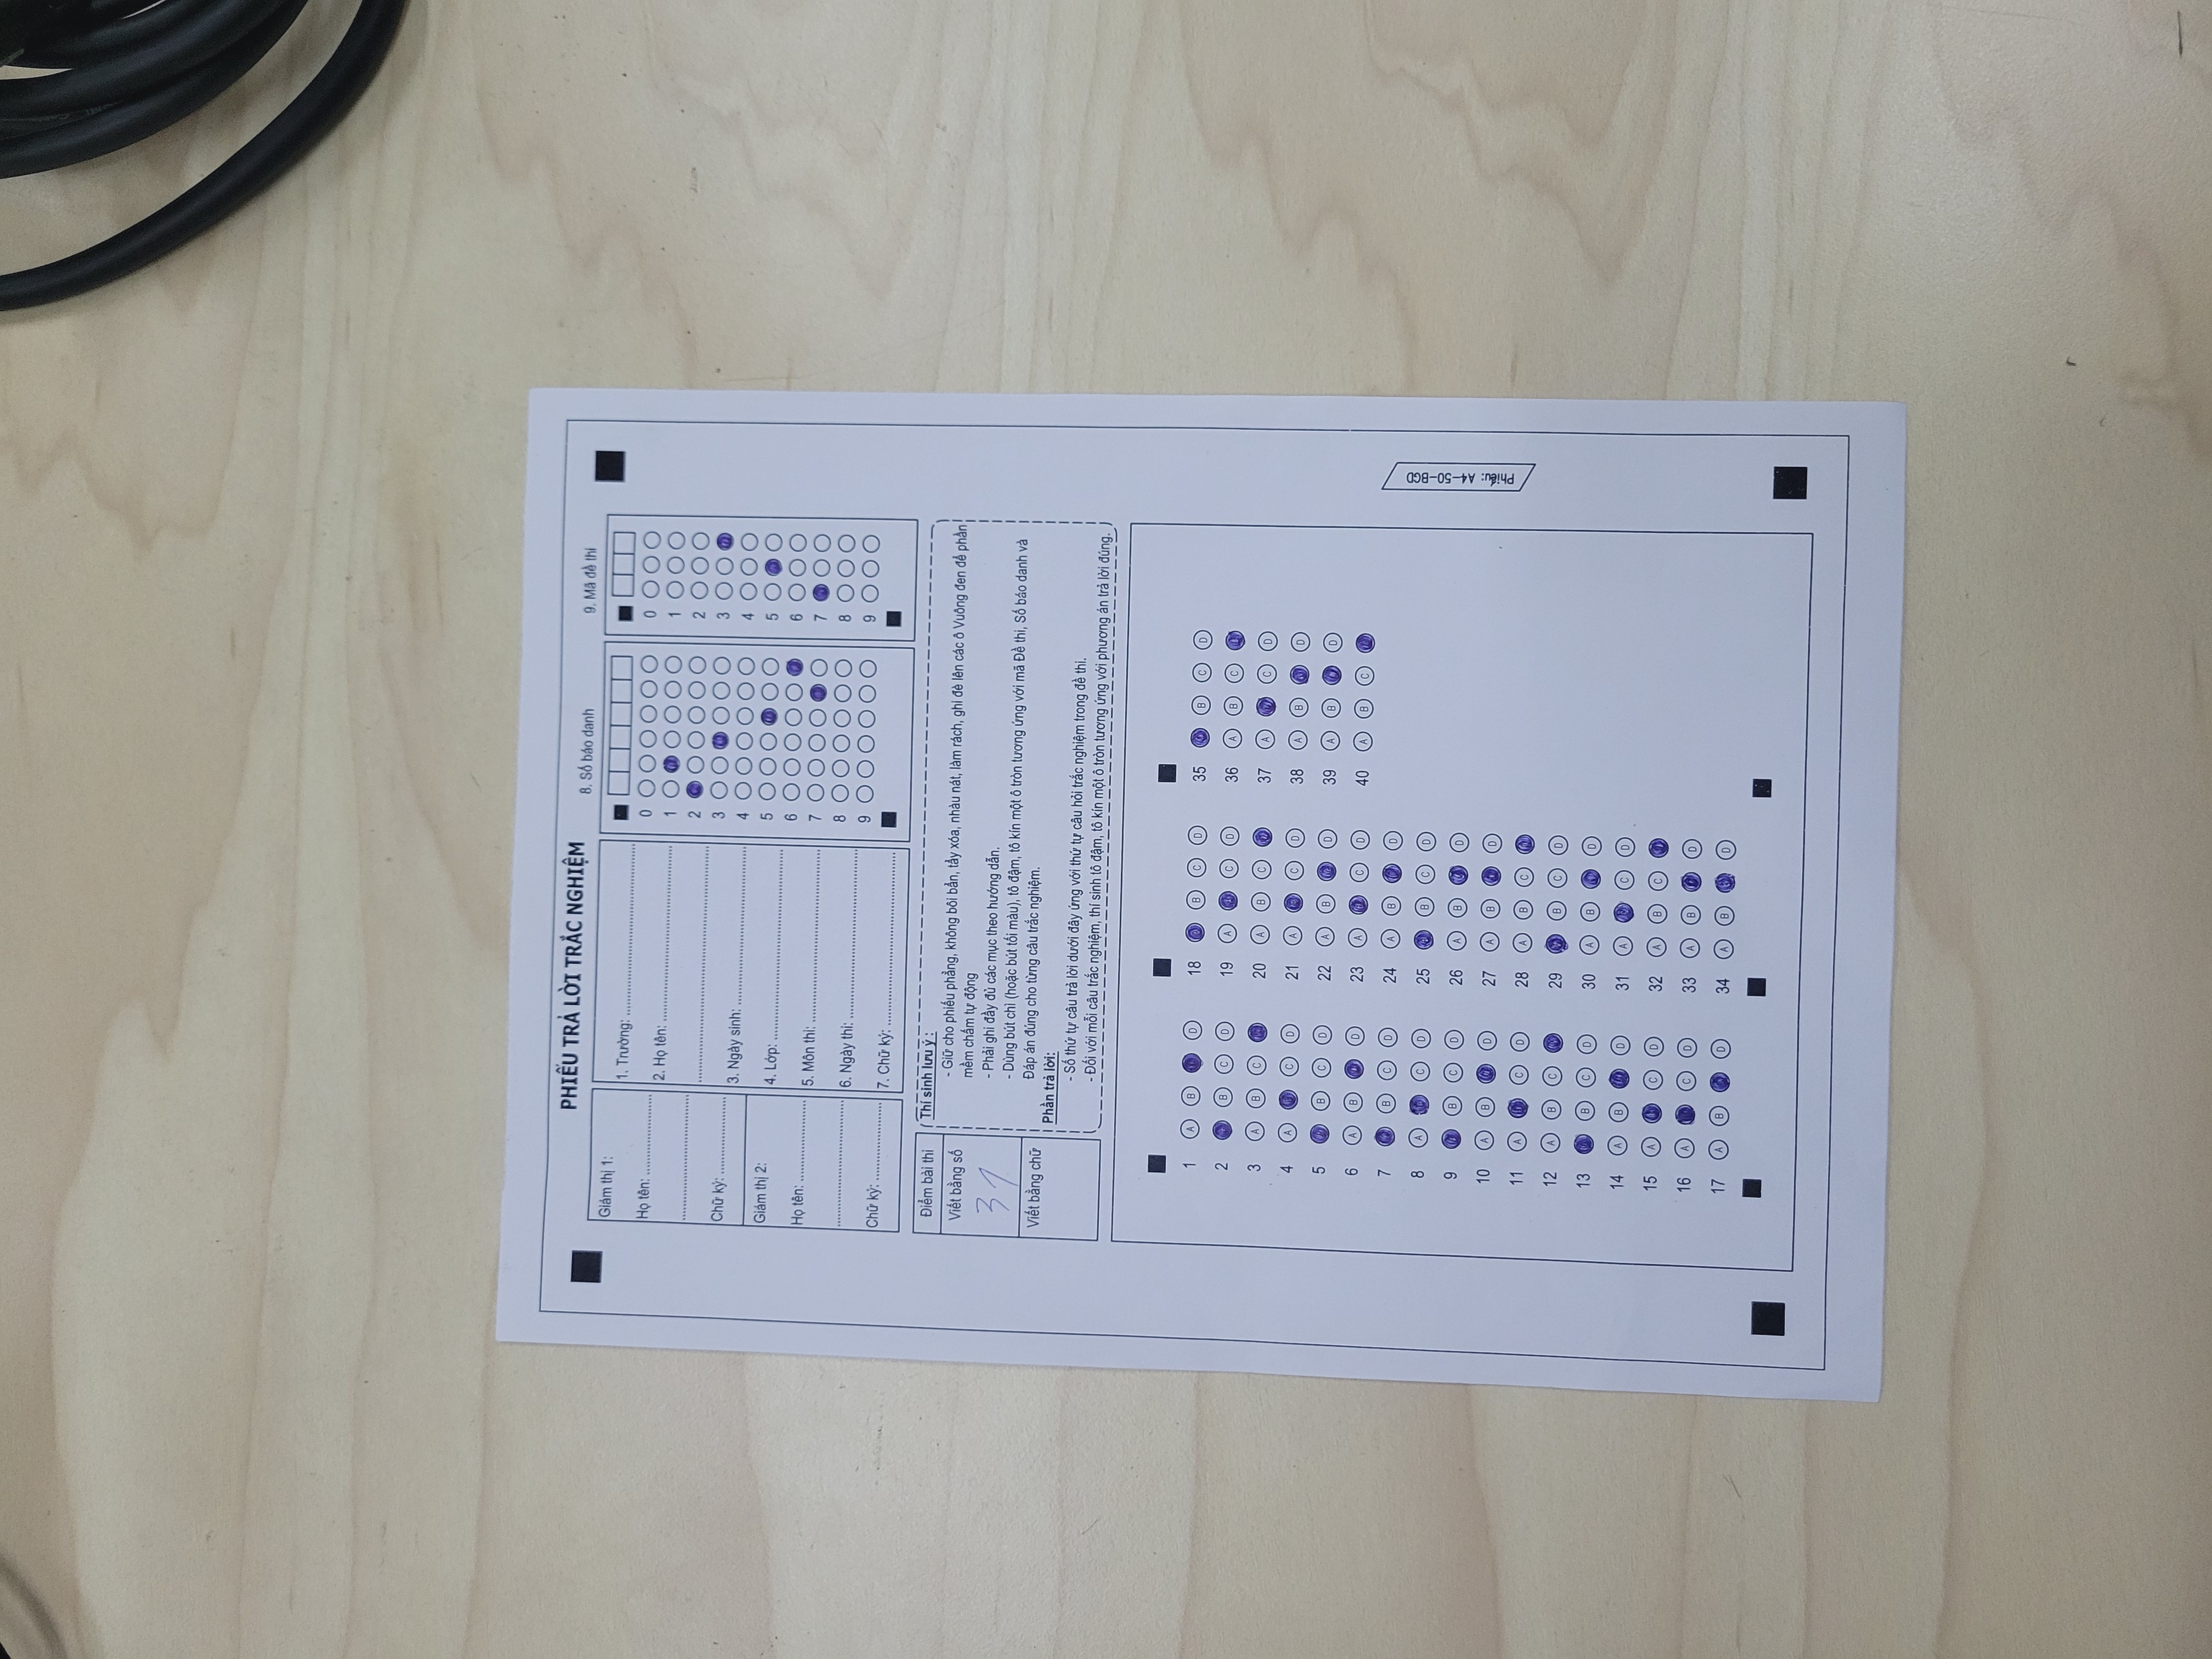 PHIẾU TRẢ LỜI TRẮC NGHIỆM
Giám thị 1:
Họ tên:
Chữ ký:
Giám thị 2:
Họ tên:
Chữ ký:
1. Trường:
2. Họ tên:
3. Ngày sinh:
4. Lớp:
5. Môn thi:
6. Ngày thi:
7. Chữ ký:
8. Số báo danh
0
1
2
3
4
5
6
7
8
9
9. Mã đề thi
0
1
2
3
4
5
6
7
8
9
Điểm bài thi
Viết bằng số
31
Viết bằng chữ
Thí sinh lưu ý :
- Giữ cho phiếu phẳng, không bôi bẩn, tẩy xóa, nhàu nát, làm rách, ghi đè lên các ô Vuông đen để phần
mềm chấm tự động
- Phải ghi đầy đủ các mục theo hướng dẫn.
- Dùng bút chì (hoặc bút tối màu), tô đậm, tô kín một ô tròn tương ứng với mã Đề thi, Số báo danh và
Đáp án đúng cho từng câu trắc nghiệm.
Phần trả lời:
- Số thứ tự câu trả lời dưới đây ứng với thứ tự câu hỏi trắc nghiệm trong đề thi.
- Đối với mỗi câu trắc nghiệm, thí sinh tô đậm, tô kín một ô tròn tương ứng với phương án trả lời đúng.
1 A B D
2 B C D
3 A B C
4 A C D
5 B C D
6 A B D
7 B C D
8 A C D
9 B C D
10 A B D
11 A C D
12 A B C
13 B C D
14 A B D
15 A C D
16 A C D
17 A B D
18 B C D
19 A C D
20 A B C
21 A C D
22 A B D
23 A C D
24 A B D
25 B C D
26 A B D
27 A B D
28 A B C
29 B C D
30 A B D
31 A C D
32 A B C
33 A B D
34 A B D
35 B C D
36 A B C
37 A C D
38 A B D
39 A B D
40 A B C
Phiếu: A4-50-BGD